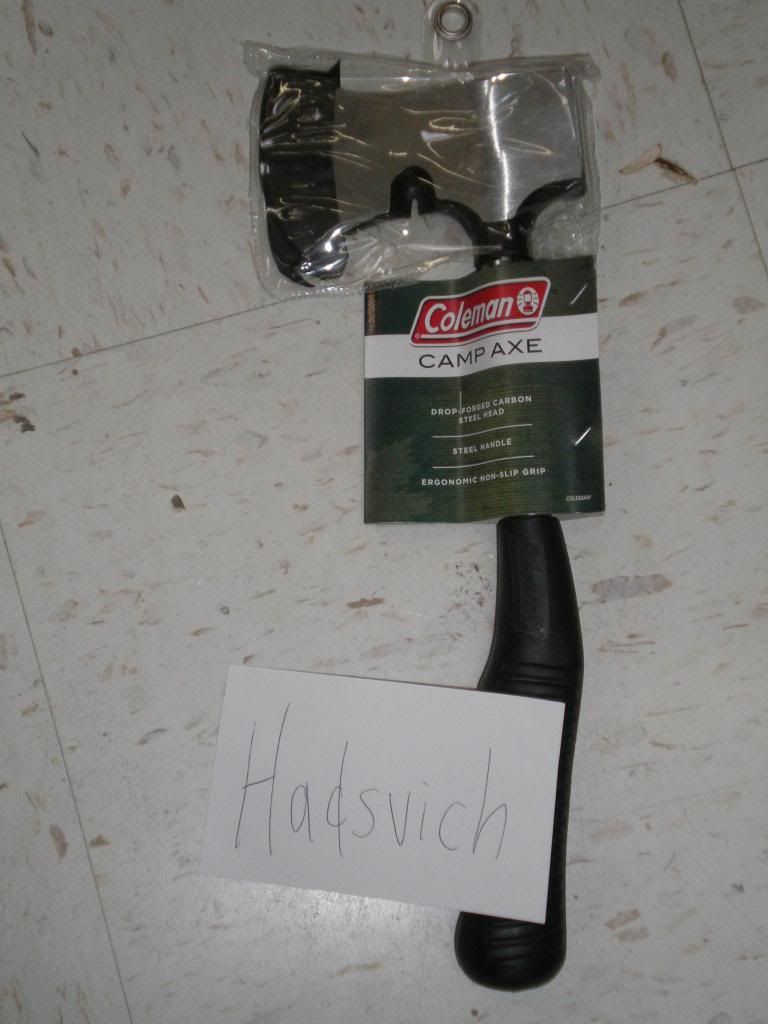 Coleman
CAMP AXE
DROP-FORGED CARBON
STEEL HEAD
STEEL HANDLE
ERGONOMIC NON-SLIP GRIP
COLEMAN®
Hadsvich